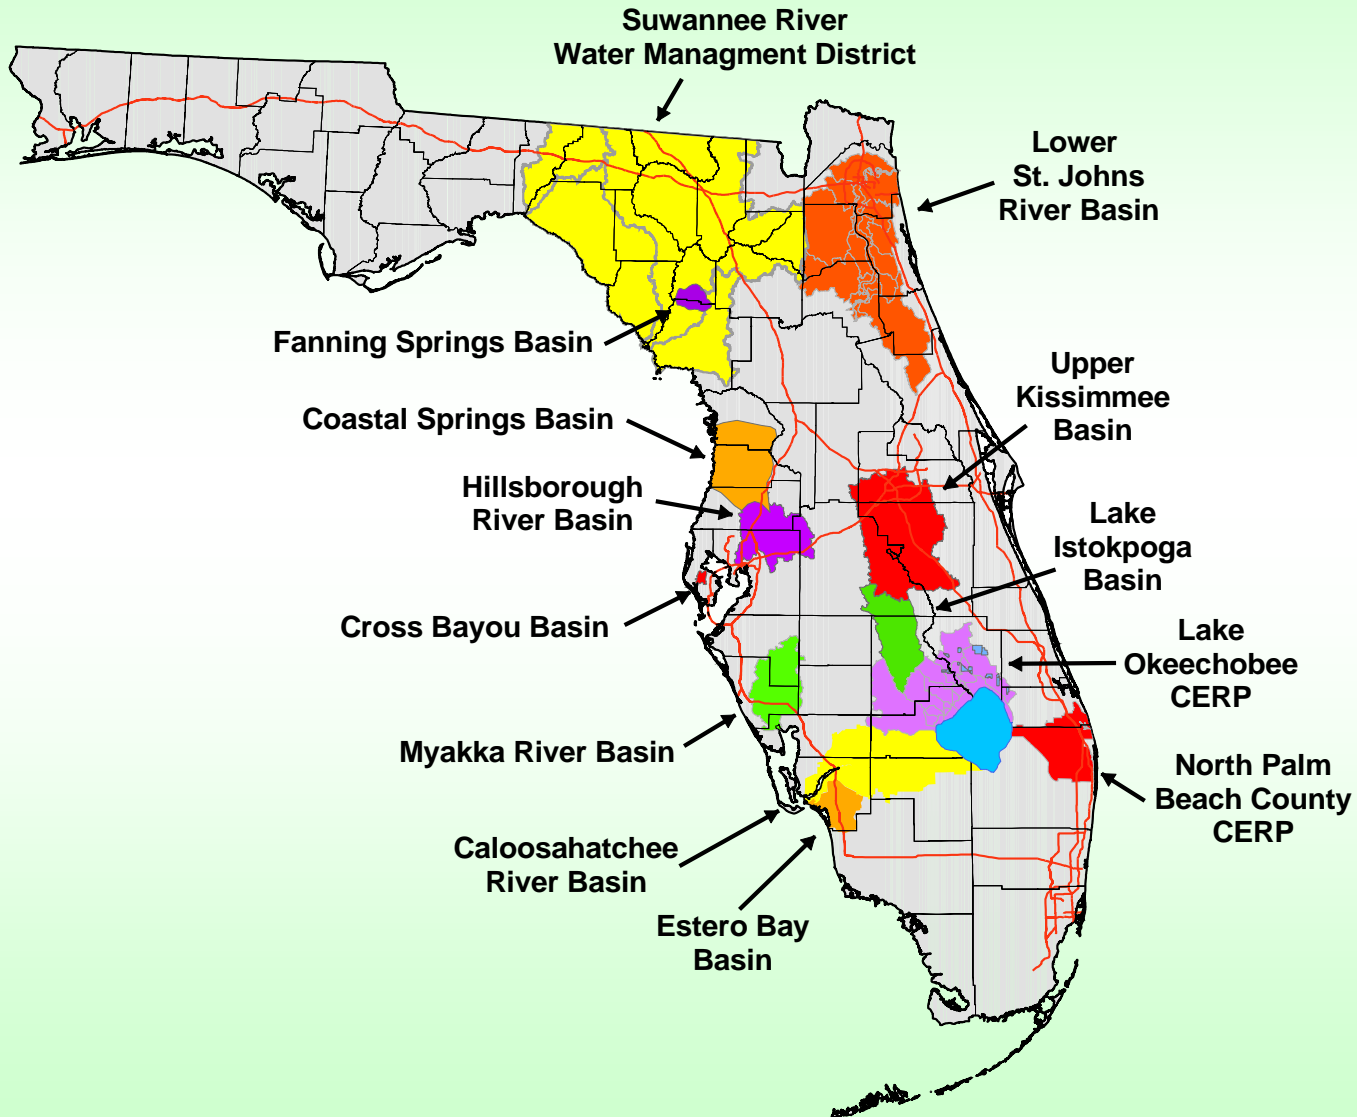 Suwannee River
Water Managment District
Lower
St. Johns
River Basin
Fanning Springs Basin
Upper
Kissimmee
Basin
Coastal Springs Basin
Hillsborough
River Basin
Lake
Istokpoga
Basin
Cross Bayou Basin
Lake
Okeechobee
CERP
Myakka River Basin
North Palm
Beach County
CERP
Caloosahatchee
River Basin
Estero Bay
Basin